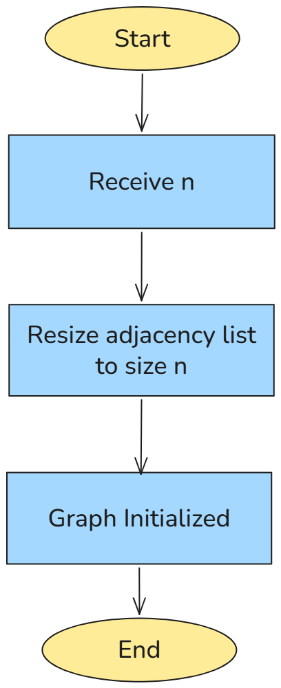 Start
Receive n
Resize adjacency list
to size n
Graph Initialized
End